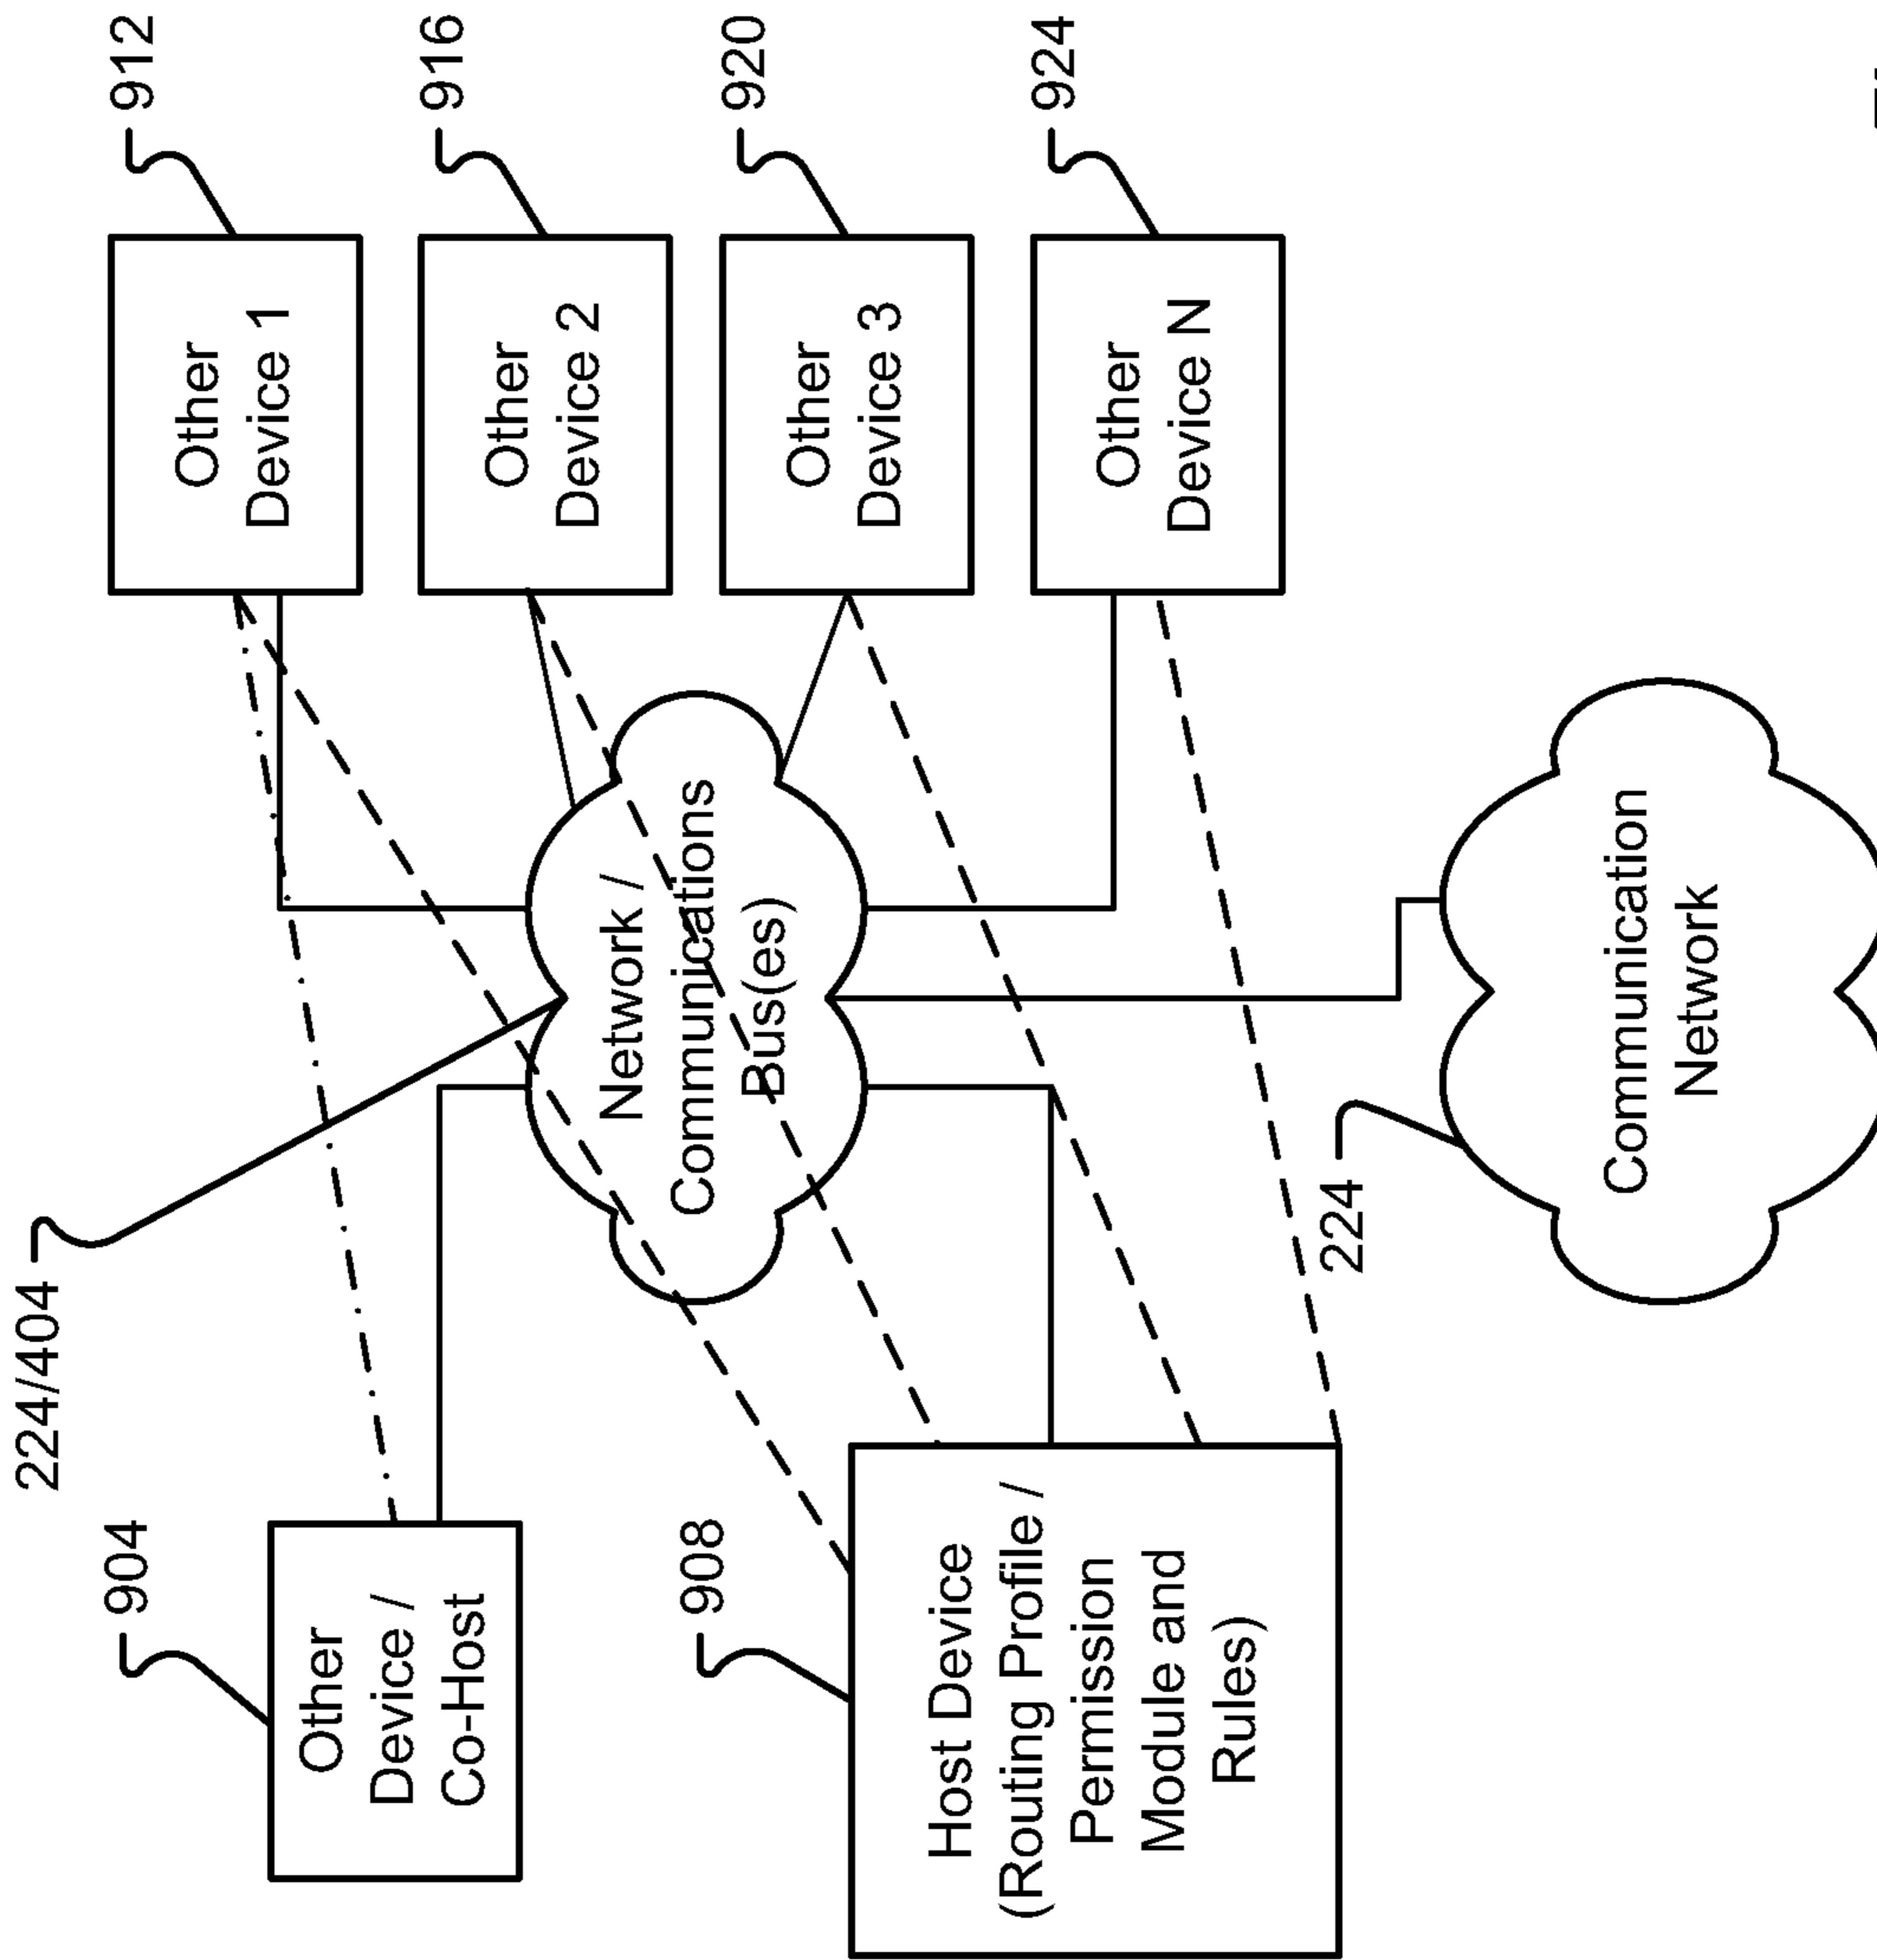 224/404
904
Other
Device /
Co-Host
908
Host Device
(Routing Profile /
Permission
Module and
Rules)
Network /
Communications
Bus(es)
Other
Device 1
912
Other
Device 2
916
Other
Device 3
920
Other
Device N
924
224
Communication
Network